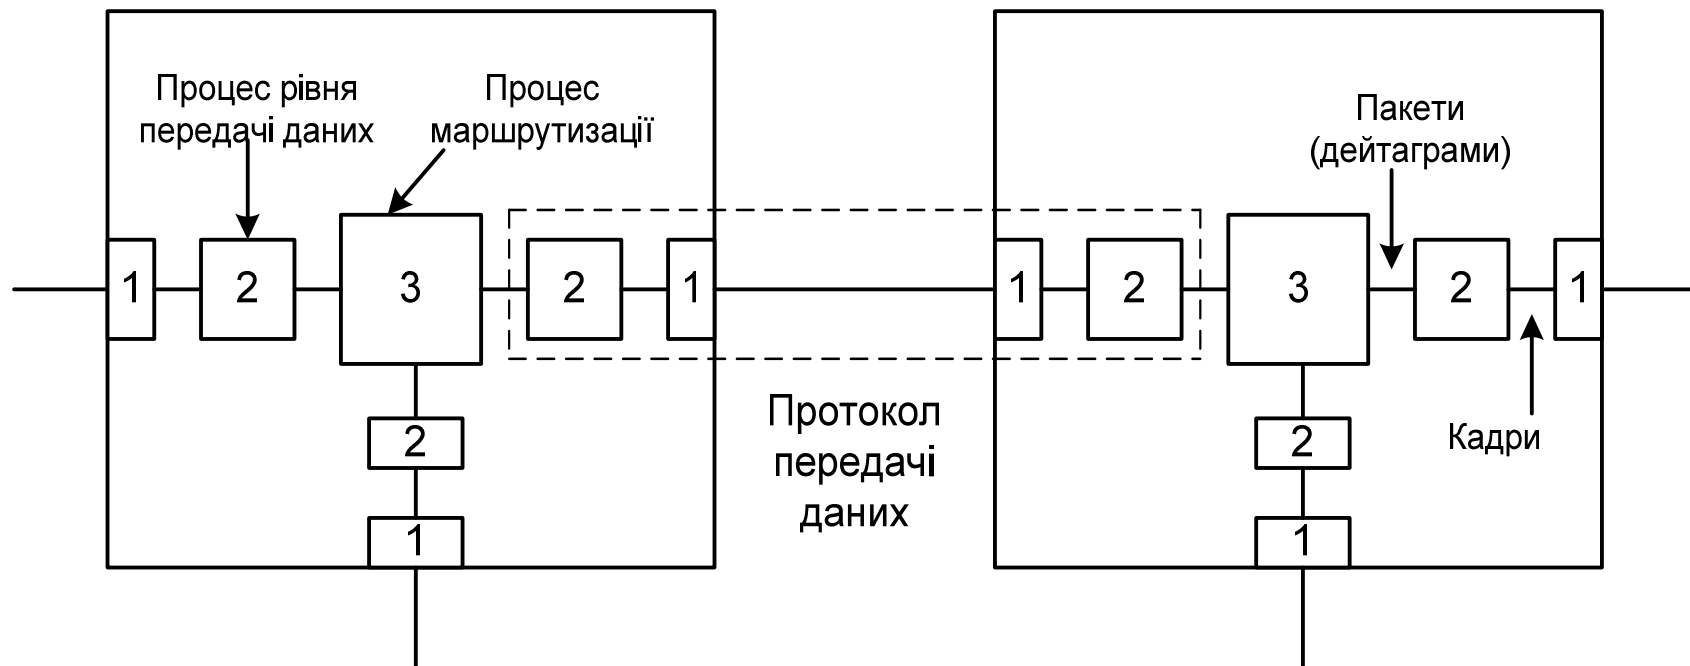 Процес рівня
передачі даних
Процес
маршрутизації
Пакети
(дейтаграми)
1 2 3 2 1 1 2 3 2 1
Протокол
передачі
даних
2 2
Кадри
1 1